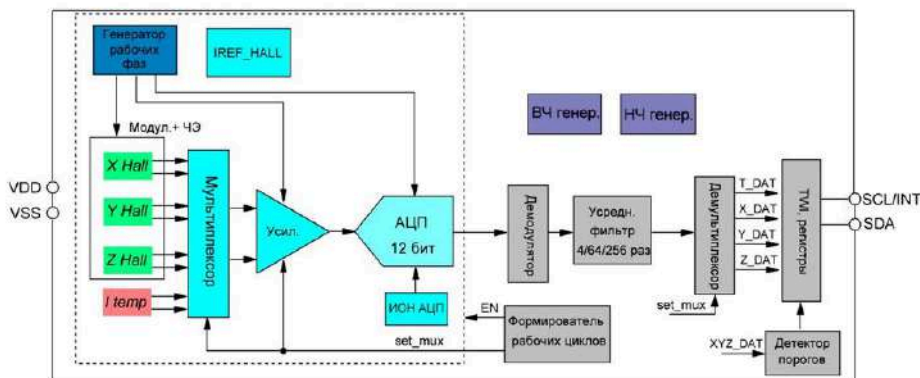 Генератор
рабочих
фаз
IREF_HALL
Модул.+ ЧЭ
X Hall
Y Hall
Z Hall
I temp
Мультиплексор
Усил.
АЦП
12 бит
ИОН АЦП
ВЧ генер.
НЧ генер.
Демодулятор
Усредн.
фильтр
4/64/256 раз
Демультиплексор
T_DAT
X_DAT
Y_DAT
Z_DAT
TWI, регистры
VDD
VSS
SCL/INT
SDA
EN
set_mux
Формирователь
рабочих циклов
set_mux
XYZ_DAT
Детектор
порогов